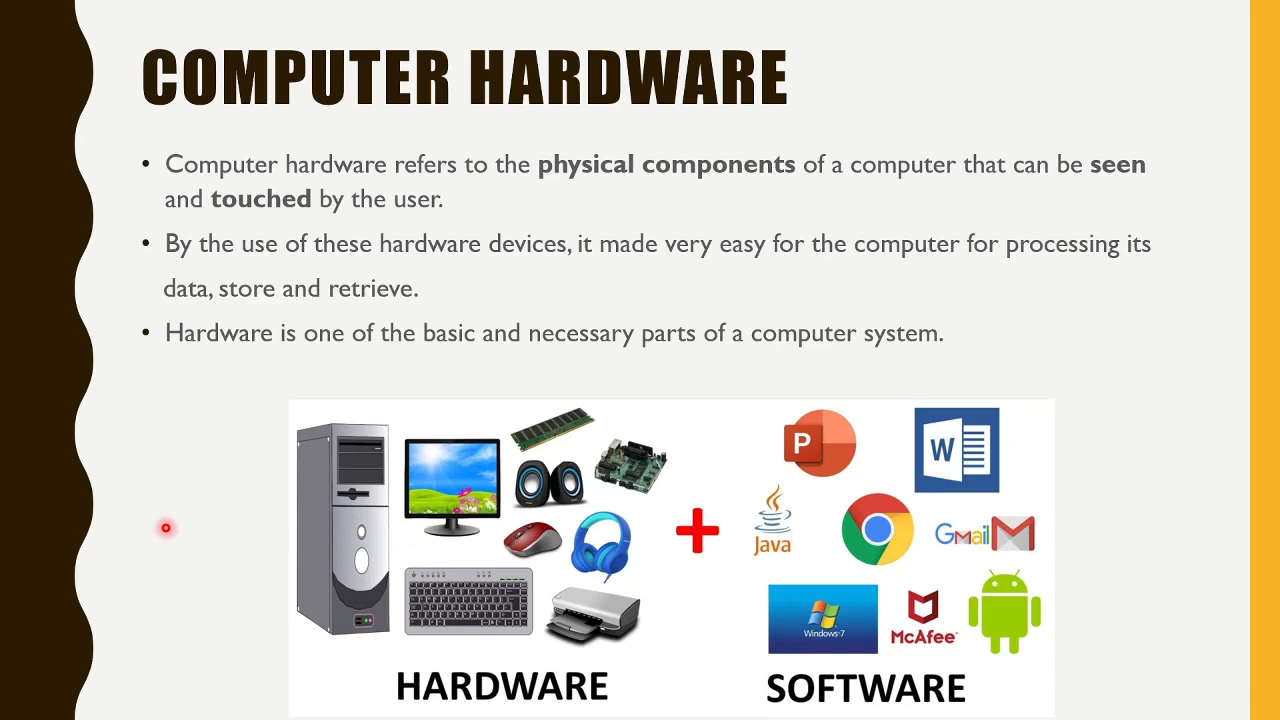 COMPUTER HARDWARE
• Computer hardware refers to the physical components of a computer that can be seen
and touched by the user.
• By the use of these hardware devices, it made very easy for the computer for processing its
data, store and retrieve.
• Hardware is one of the basic and necessary parts of a computer system.
P
W
Java
Gmail
Windows 7
McAfee
HARDWARE
SOFTWARE